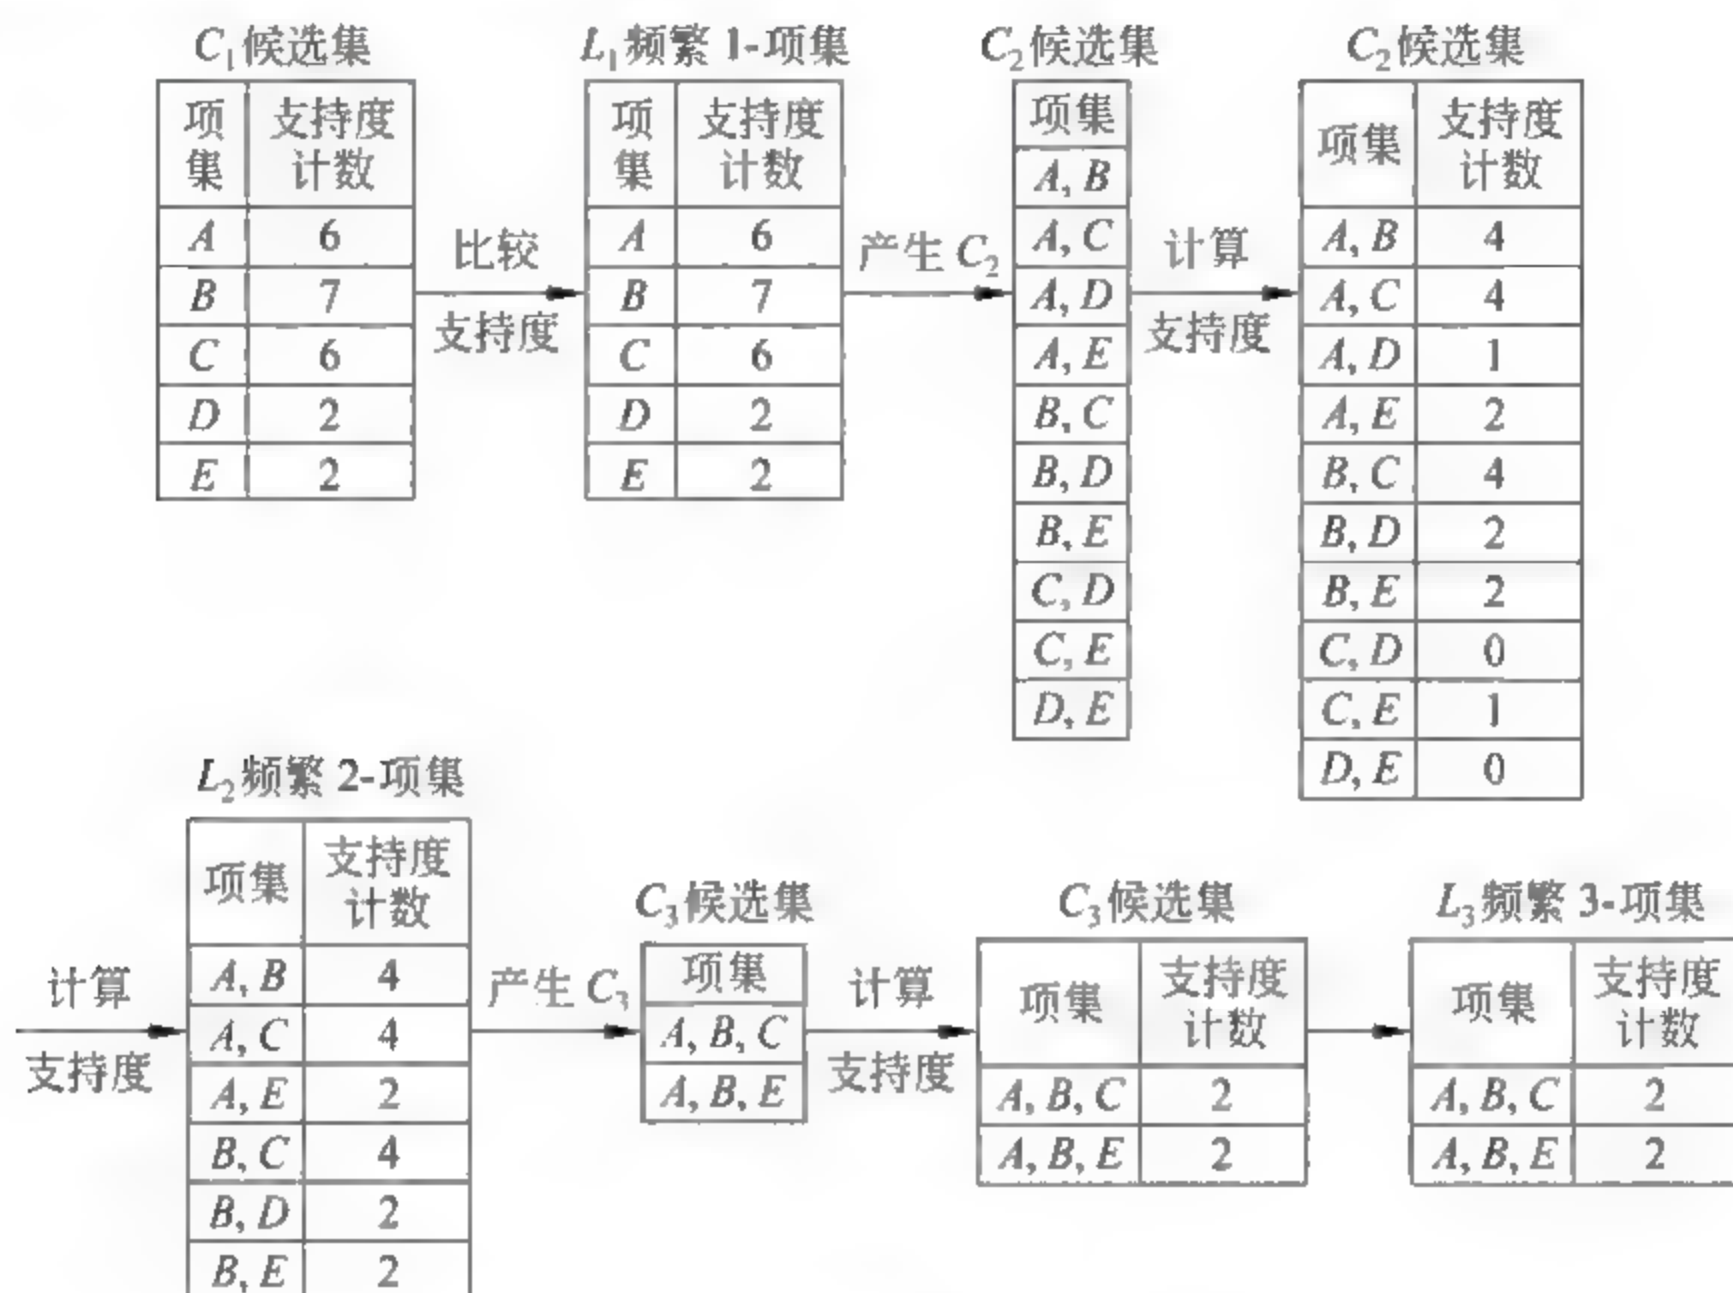 C₁候选集
项集 支持度计数
A 6
B 7
C 6
D 2
E 2
比较
支持度
L₁频繁1-项集
项集 支持度计数
A 6
B 7
C 6
D 2
E 2
产生 C₂
C₂候选集
项集
A, B
A, C
A, D
A, E
B, C
B, D
B, E
C, D
C, E
D, E
计算
支持度
C₂候选集
项集 支持度计数
A, B 4
A, C 4
A, D 1
A, E 2
B, C 4
B, D 2
B, E 2
C, D 0
C, E 1
D, E 0
计算
支持度
L₂频繁2-项集
项集 支持度计数
A, B 4
A, C 4
A, E 2
B, C 4
B, D 2
B, E 2
产生 C₃
C₃候选集
项集
A, B, C
A, B, E
计算
支持度
C₃候选集
项集 支持度计数
A, B, C 2
A, B, E 2
L₃频繁3-项集
项集 支持度计数
A, B, C 2
A, B, E 2